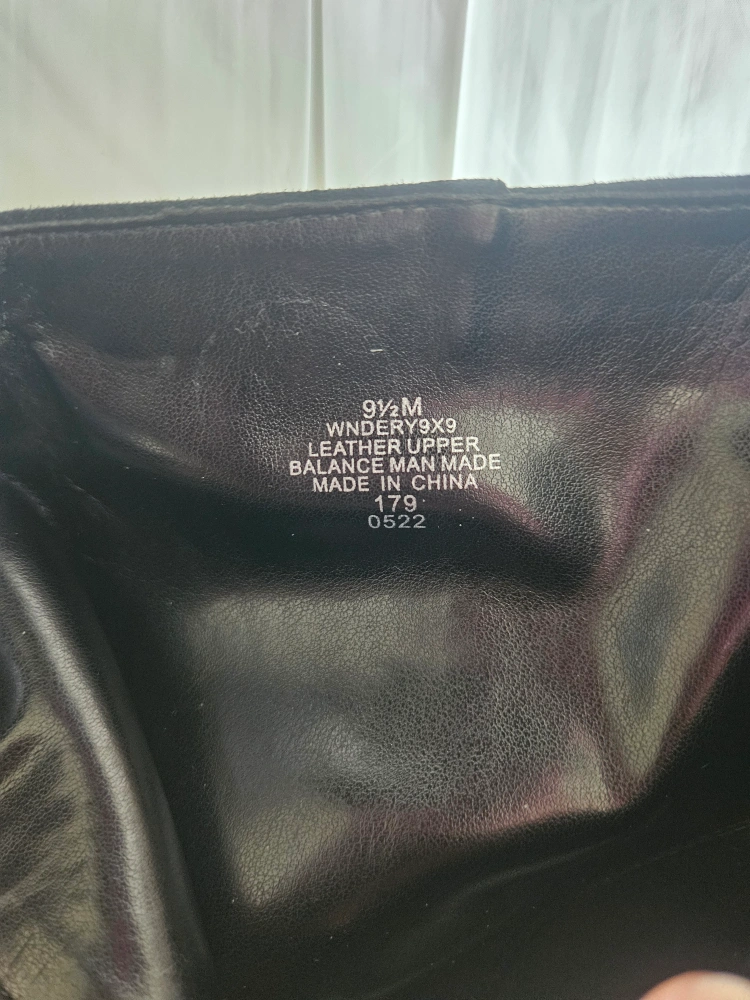 9½M
WNDERY9X9
LEATHER UPPER
BALANCE MAN MADE
MADE IN CHINA
179
0522